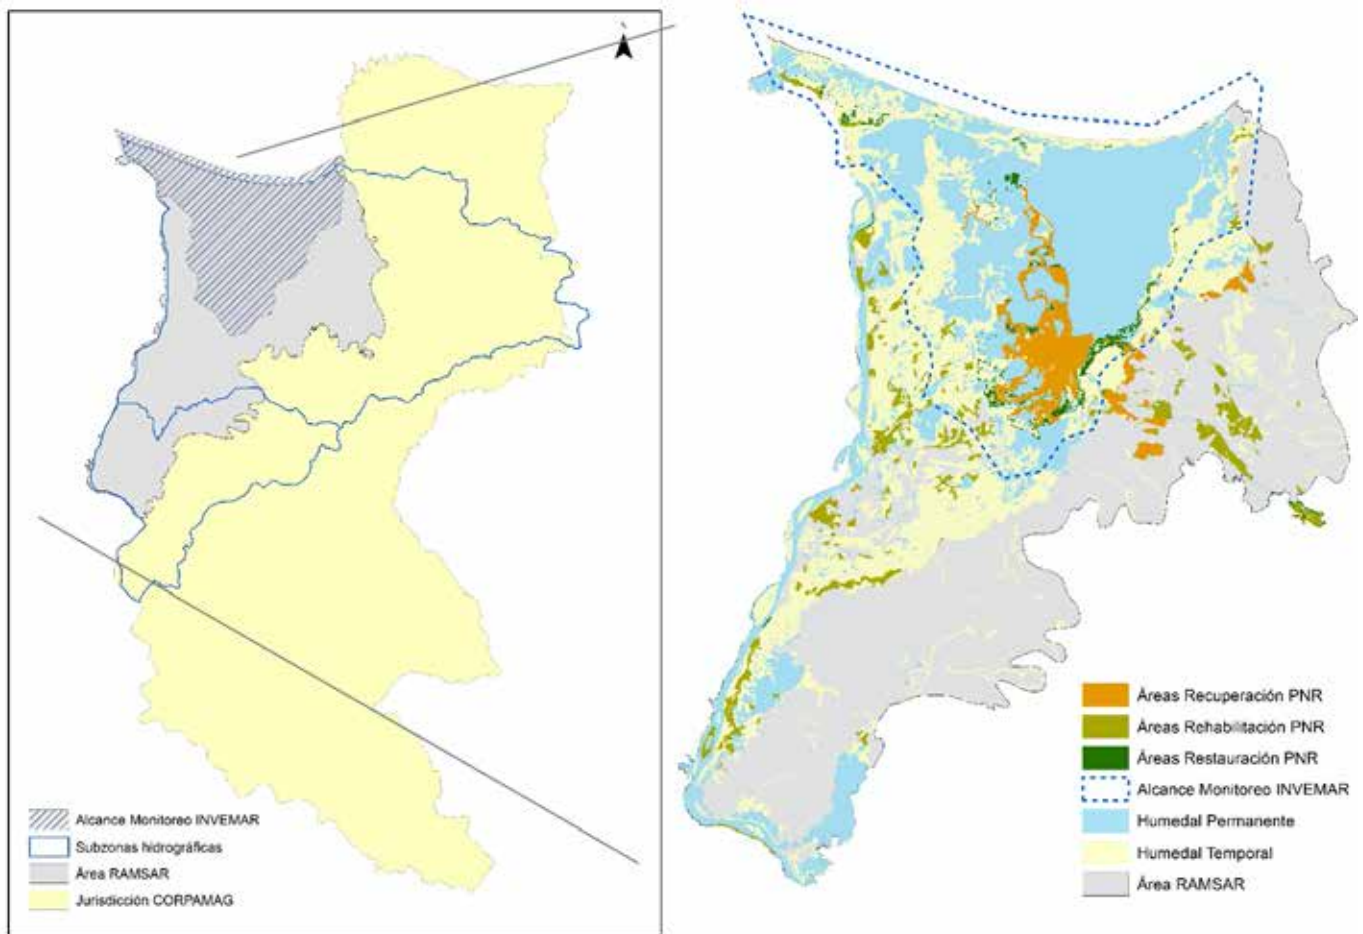 Alcance Monitoreo INVEMAR
Subzonas hidrográficas
Área RAMSAR
Jurisdicción CORPAMAG
Áreas Recuperación PNR
Áreas Rehabilitación PNR
Áreas Restauración PNR
Alcance Monitoreo INVEMAR
Humedal Permanente
Humedal Temporal
Área RAMSAR